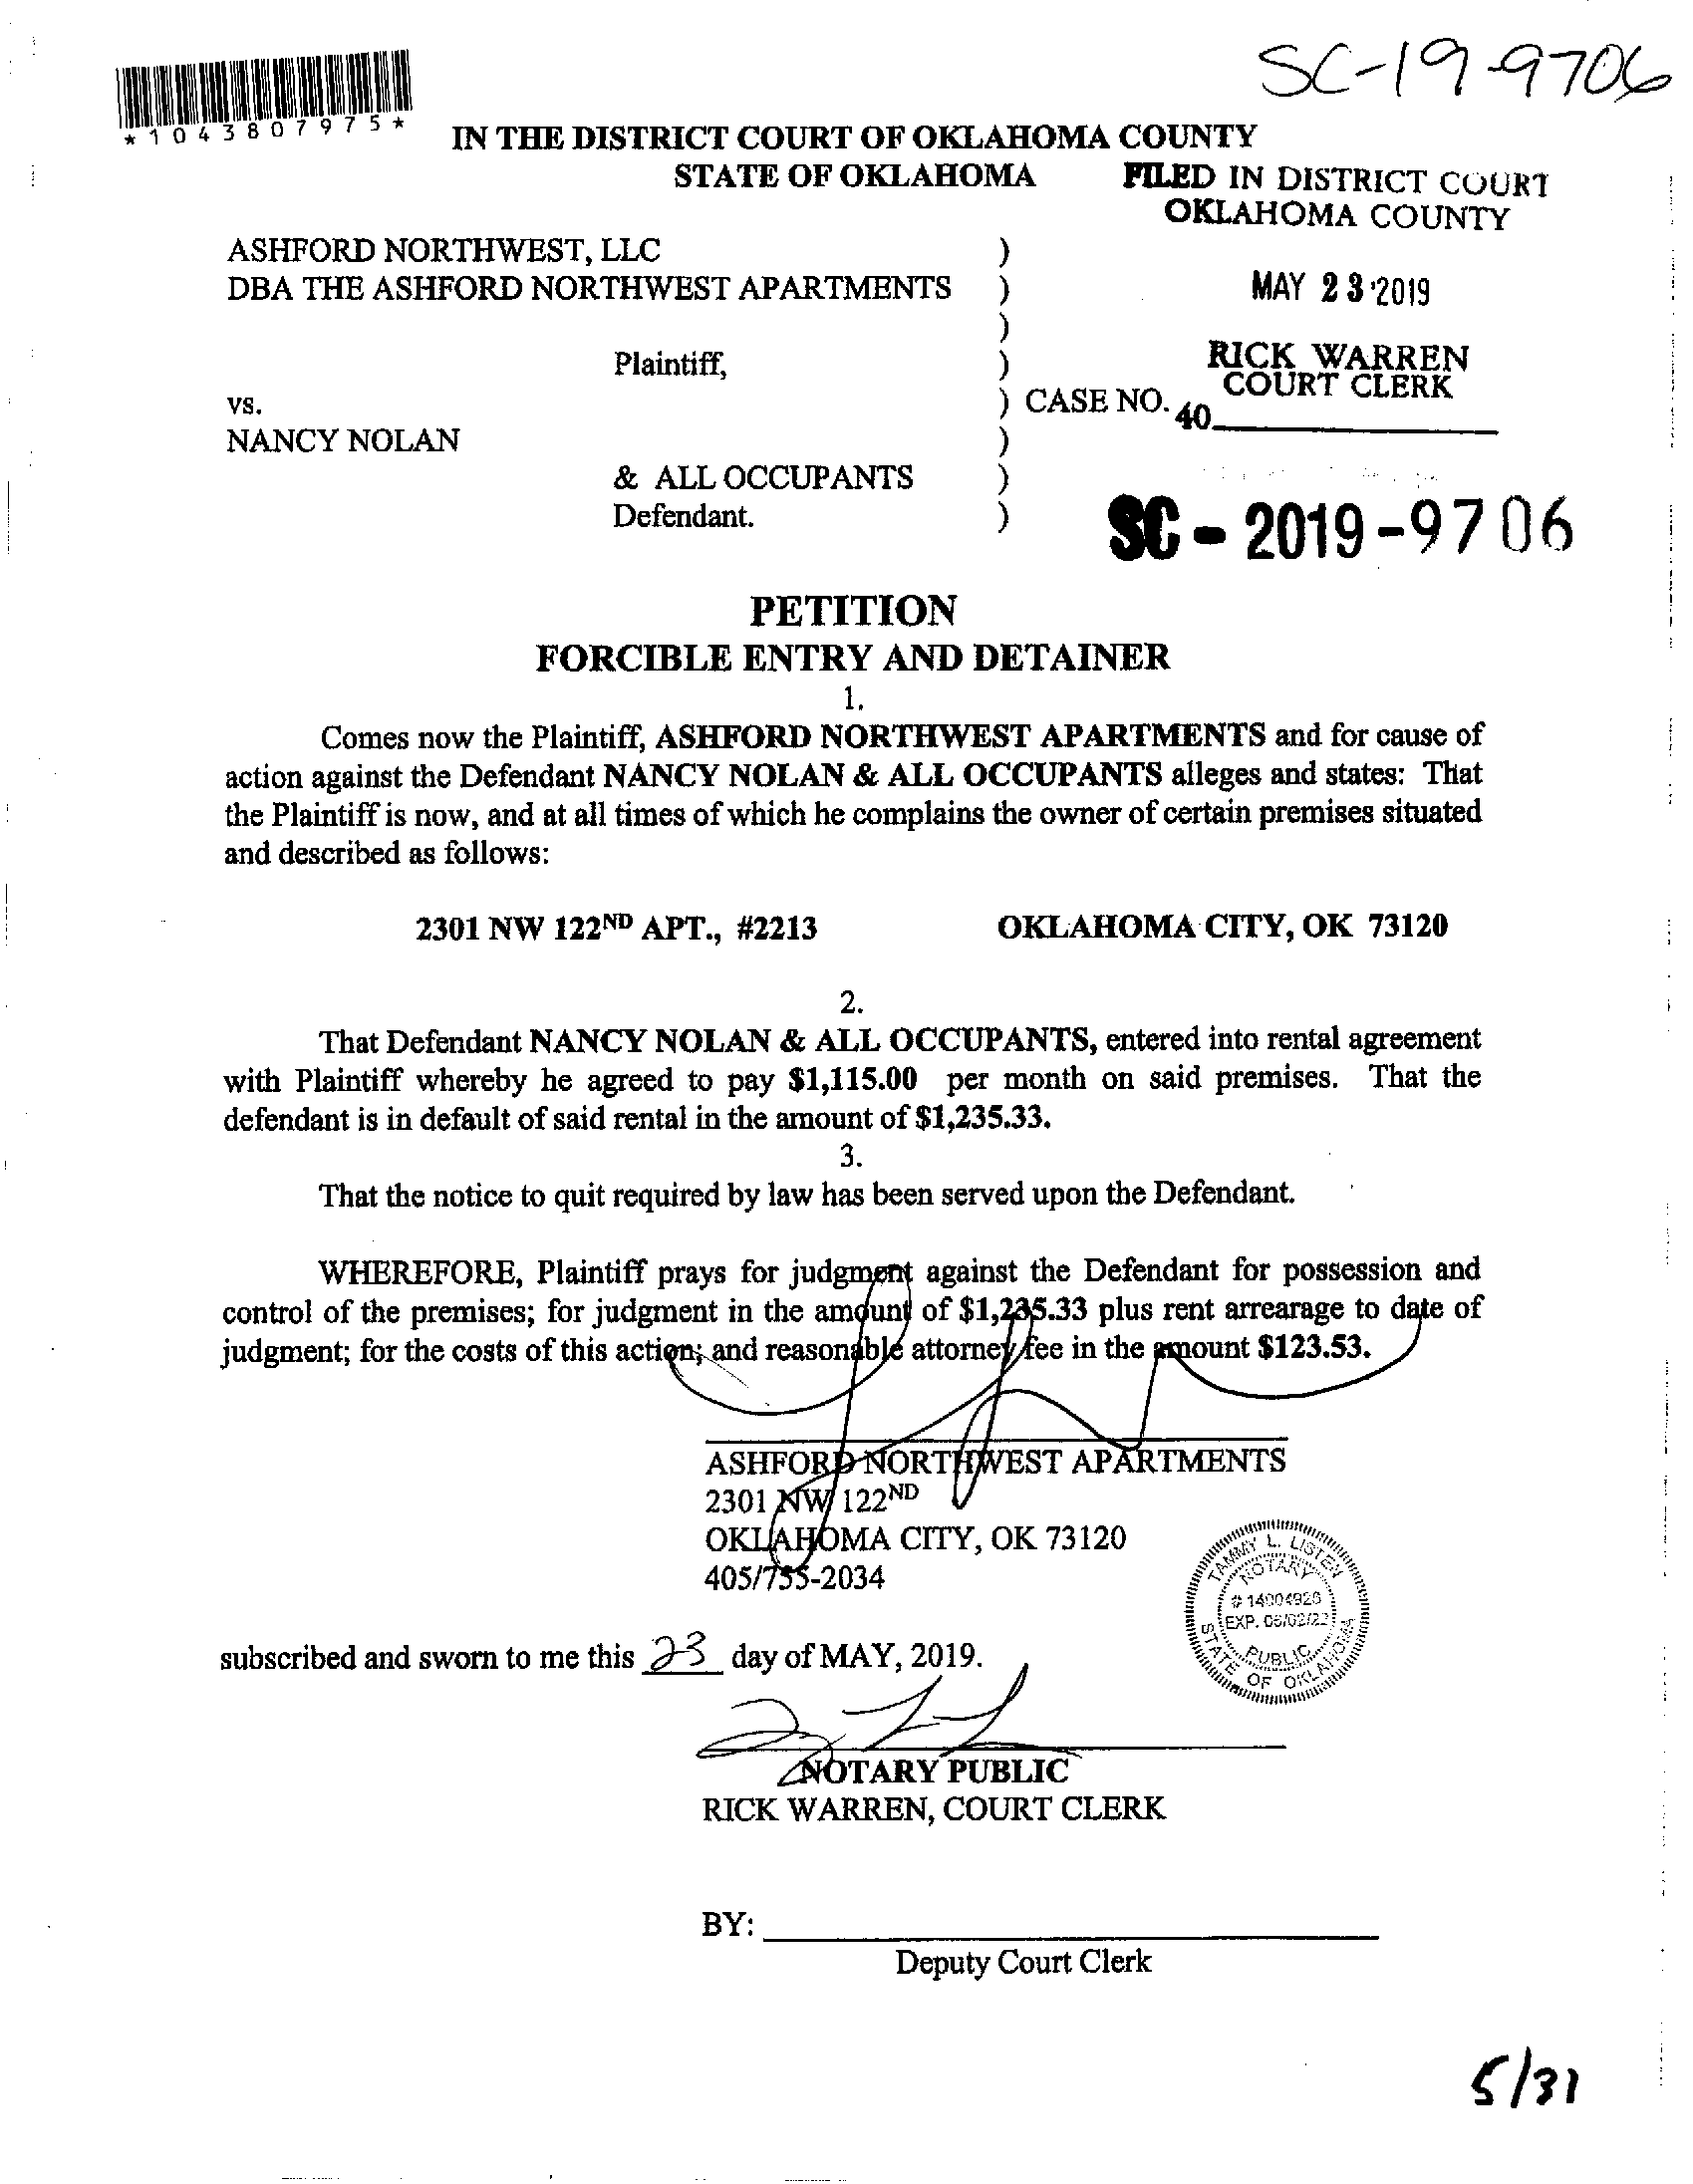 SC-19-9706
*1043807975*
IN THE DISTRICT COURT OF OKLAHOMA COUNTY
STATE OF OKLAHOMA
FILED IN DISTRICT COURT
OKLAHOMA COUNTY
ASHFORD NORTHWEST, LLC )
DBA THE ASHFORD NORTHWEST APARTMENTS )
MAY 23 2019
)
Plaintiff, )
RICK WARREN
COURT CLERK
vs. ) CASE NO.
40
NANCY NOLAN )
& ALL OCCUPANTS )
Defendant. )
SC - 2019 - 9706
PETITION
FORCIBLE ENTRY AND DETAINER
1.
Comes now the Plaintiff, ASHFORD NORTHWEST APARTMENTS and for cause of
action against the Defendant NANCY NOLAN & ALL OCCUPANTS alleges and states: That
the Plaintiff is now, and at all times of which he complains the owner of certain premises situated
and described as follows:
2301 NW 122ND APT., #2213 OKLAHOMA CITY, OK 73120
2.
That Defendant NANCY NOLAN & ALL OCCUPANTS, entered into rental agreement
with Plaintiff whereby he agreed to pay $1,115.00 per month on said premises. That the
defendant is in default of said rental in the amount of $1,235.33.
3.
That the notice to quit required by law has been served upon the Defendant.
WHEREFORE, Plaintiff prays for judgment against the Defendant for possession and
control of the premises; for judgment in the amount of $1,235.33 plus rent arrearage to date of
judgment; for the costs of this action; and reasonable attorney fee in the amount $123.53.
ASHFORD NORTHWEST APARTMENTS
2301 NW 122ND
OKLAHOMA CITY, OK 73120
405/755-2034
TAMMY L. LISTEN
NOTARY
# 14004920
EXP. 06/02/22
PUBLIC
STATE OF OKLAHOMA
subscribed and sworn to me this 23 day of MAY, 2019.
NOTARY PUBLIC
RICK WARREN, COURT CLERK
BY:
Deputy Court Clerk
5/31